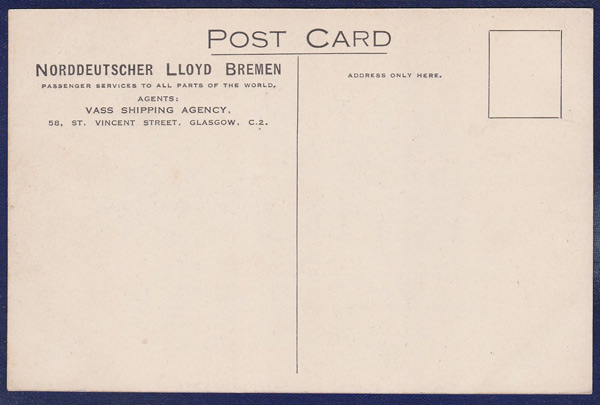 POST CARD
NORDDEUTSCHER LLOYD BREMEN
PASSENGER SERVICES TO ALL PARTS OF THE WORLD.
AGENTS:
VASS SHIPPING AGENCY,
58, ST. VINCENT STREET, GLASGOW, C.2.
ADDRESS ONLY HERE.